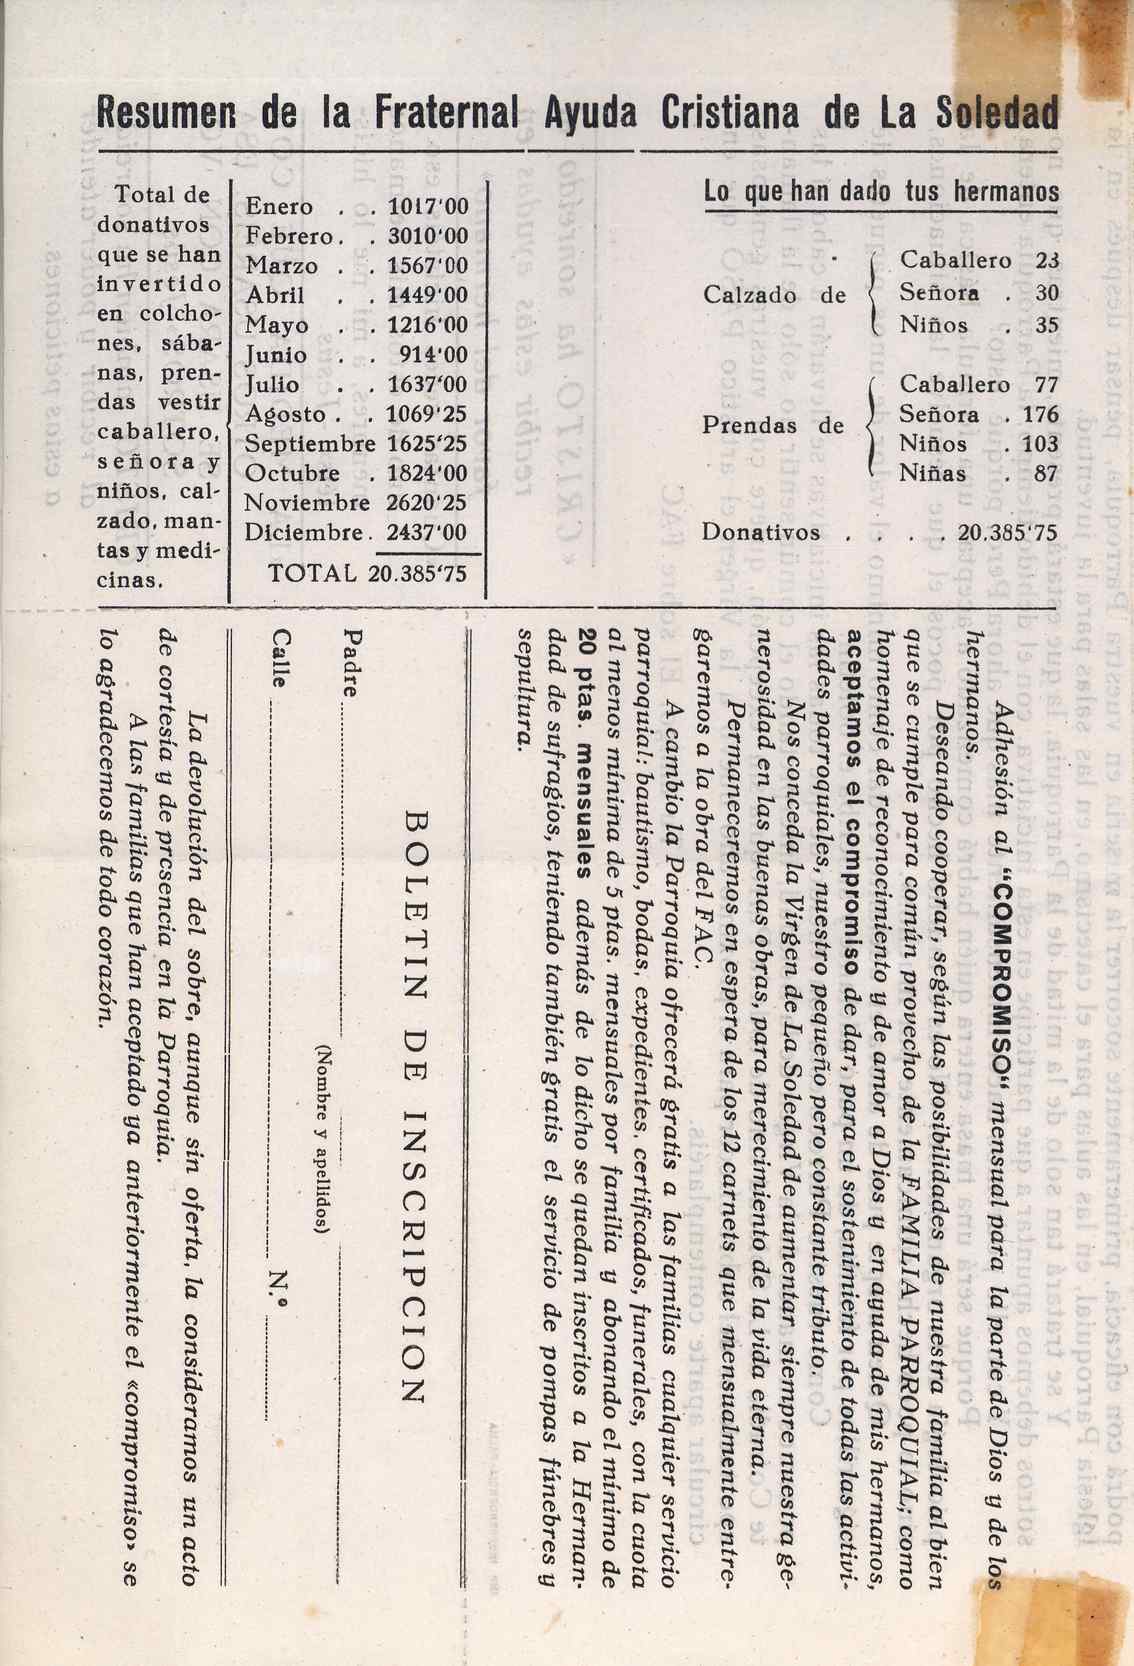 Resumen de la Fraternal Ayuda Cristiana de La Soledad
Total de
donativos
que se han
invertido
en colcho-
nes, sába-
nas, pren-
das vestir
caballero,
señora y
niños, cal-
zado, man-
tas y medi-
cinas.
Enero . . 1017'00
Febrero . . 3010'00
Marzo . . 1567'00
Abril . . 1449'00
Mayo . . 1216'00
Junio . . 914'00
Julio . . 1637'00
Agosto . . 1069'25
Septiembre 1625'25
Octubre . 1824'00
Noviembre 2620'25
Diciembre . 2437'00
TOTAL 20.385'75
Lo que han dado tus hermanos
Calzado de
Caballero 23
Señora . 30
Niños . 35
Prendas de
Caballero 77
Señora . 176
Niños . 103
Niñas . 87
Donativos . . . . 20.385'75
Adhesión al "COMPROMISO" mensual para la parte de Dios y de los
hermanos.
Deseando cooperar, según las posibilidades de nuestra familia al bien
que se cumple para común provecho de la FAMILIA PARROQUIAL; como
homenaje de reconocimiento y de amor a Dios y en ayuda de mis hermanos,
aceptamos el compromiso de dar, para el sostenimiento de todas las activi-
dades parroquiales, nuestro pequeño pero constante tributo.
Nos conceda la Virgen de La Soledad de aumentar siempre nuestra ge-
nerosidad en las buenas obras, para merecimiento de la vida eterna.
Permaneceremos en espera de los 12 carnets que mensualmente entre-
garemos a la obra del FAC.
A cambio la Parroquia ofrecerá gratis a las familias cualquier servicio
parroquial: bautismo, bodas, expedientes, certificados, funerales, con la cuota
al menos mínima de 5 ptas. mensuales por familia y abonando el mínimo de
20 ptas. mensuales además de lo dicho se quedan inscritos a la Herman-
dad de sufragios, teniendo también gratis el servicio de pompas fúnebres y
sepultura.
BOLETIN DE INSCRIPCION
Padre
(Nombre y apellidos)
Calle N.º
La devolución del sobre, aunque sin oferta, la consideramos un acto
de cortesía y de presencia en la Parroquia.
A las familias que han aceptado ya anteriormente el «compromiso» se
lo agradecemos de todo corazón.